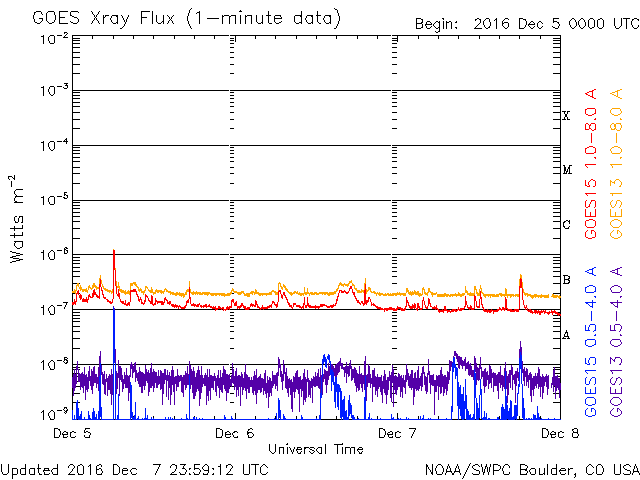 GOES Xray Flux (1-minute data)
Begin: 2016 Dec 5 0000 UTC
Watts m-2
10-2
10-3
10-4
10-5
10-6
10-7
10-8
10-9
X
M
C
B
A
GOES15 1.0-8.0 A
GOES13 1.0-8.0 A
GOES15 0.5-4.0 A
GOES13 0.5-4.0 A
Dec 5
Dec 6
Dec 7
Dec 8
Universal Time
Updated 2016 Dec 7 23:59:12 UTC
NOAA/SWPC Boulder, CO USA